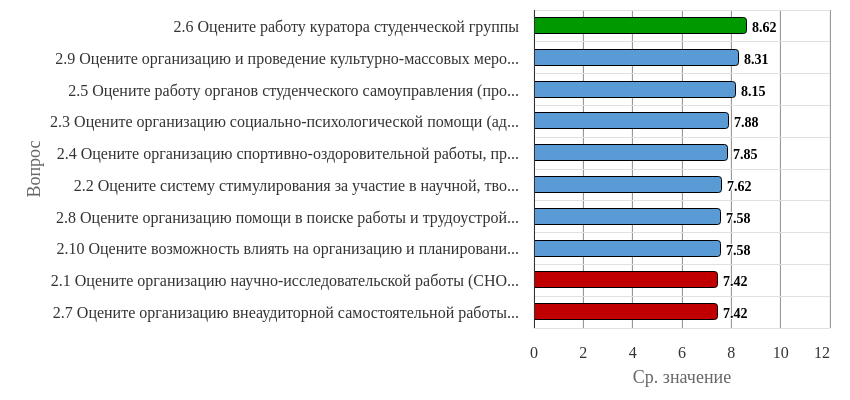 2.6 Оцените работу куратора студенческой группы 8.62
2.9 Оцените организацию и проведение культурно-массовых меро... 8.31
2.5 Оцените работу органов студенческого самоуправления (про... 8.15
2.3 Оцените организацию социально-психологической помощи (ад... 7.88
2.4 Оцените организацию спортивно-оздоровительной работы, пр... 7.85
2.2 Оцените систему стимулирования за участие в научной, тво... 7.62
2.8 Оцените организацию помощи в поиске работы и трудоустрой... 7.58
2.10 Оцените возможность влиять на организацию и планировани... 7.58
2.1 Оцените организацию научно-исследовательской работы (СНО... 7.42
2.7 Оцените организацию внеаудиторной самостоятельной работы... 7.42
Вопрос
0 2 4 6 8 10 12
Ср. значение